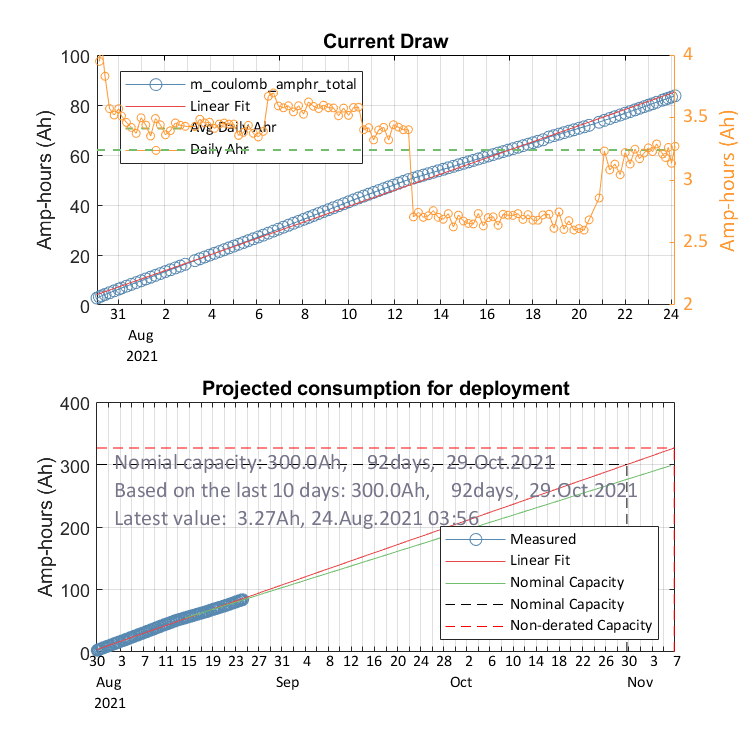 Current Draw
100
80
60
40
20
0
Amp-hours (Ah)
4
3.5
3
2.5
2
Amp-hours (Ah)
m_coulomb_amphr_total
Linear Fit
Avg Daily Ahr
Daily Ahr
31 2 4 6 8 10 12 14 16 18 20 22 24
Aug
2021
Projected consumption for deployment
400
300
200
100
0
Amp-hours (Ah)
Nomial capacity: 300.0Ah, 92days, 29.Oct.2021
Based on the last 10 days: 300.0Ah, 92days, 29.Oct.2021
Latest value: 3.27Ah, 24.Aug.2021 03:56
Measured
Linear Fit
Nominal Capacity
Nominal Capacity
Non-derated Capacity
30 3 7 11 15 19 23 27 31 4 8 12 16 20 24 28 2 6 10 14 18 22 26 30 3 7
Aug Sep Oct Nov
2021